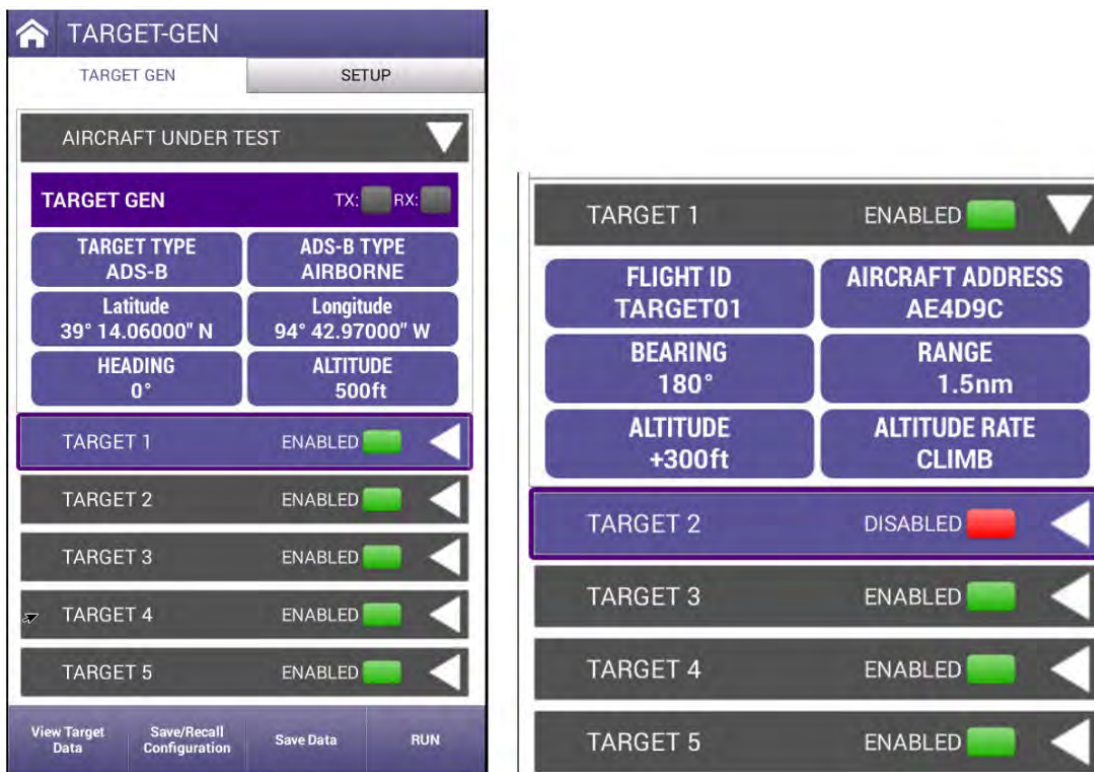 TARGET-GEN
TARGET GEN SETUP
AIRCRAFT UNDER TEST
TARGET GEN TX: RX:
TARGET TYPE ADS-B TYPE
ADS-B AIRBORNE
Latitude Longitude
39° 14.06000" N 94° 42.97000" W
HEADING ALTITUDE
0° 500ft
TARGET 1 ENABLED
TARGET 2 ENABLED
TARGET 3 ENABLED
TARGET 4 ENABLED
TARGET 5 ENABLED
View Target Save/Recall Save Data RUN
Data Configuration
TARGET 1 ENABLED
FLIGHT ID AIRCRAFT ADDRESS
TARGET01 AE4D9C
BEARING RANGE
180° 1.5nm
ALTITUDE ALTITUDE RATE
+300ft CLIMB
TARGET 2 DISABLED
TARGET 3 ENABLED
TARGET 4 ENABLED
TARGET 5 ENABLED